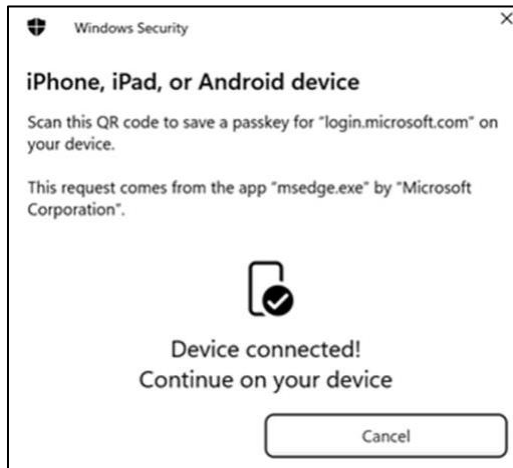 Windows Security
iPhone, iPad, or Android device
Scan this QR code to save a passkey for "login.microsoft.com" on
your device.
This request comes from the app "msedge.exe" by "Microsoft
Corporation".
Device connected!
Continue on your device
Cancel